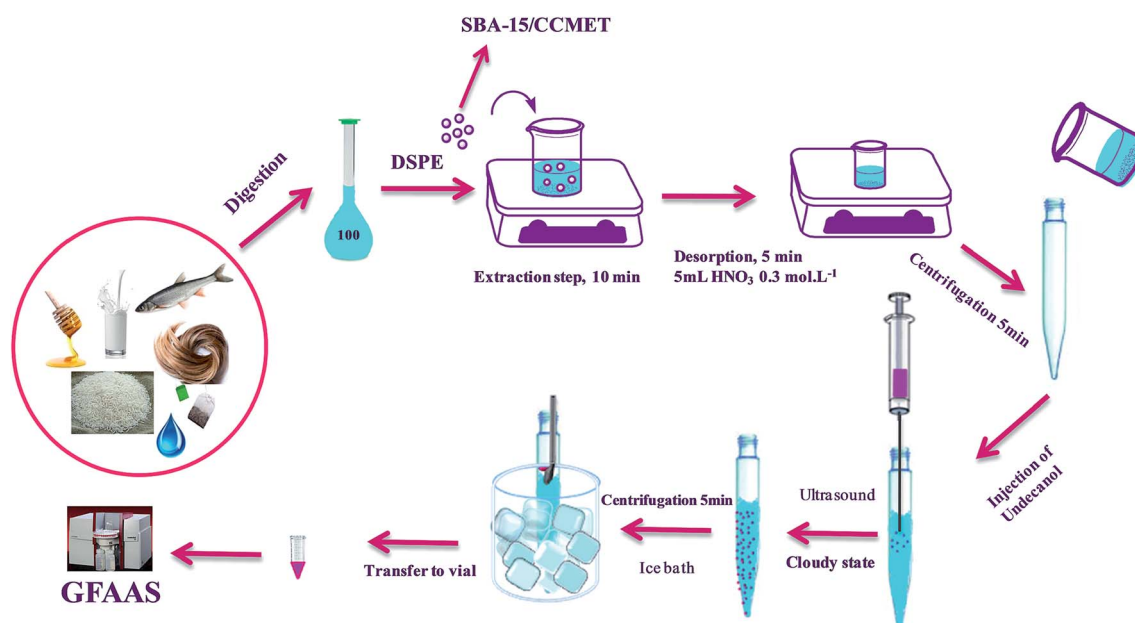 SBA-15/CCMET
Digestion
DSPE
100
Extraction step, 10 min
Desorption, 5 min
5mL HNO₃ 0.3 mol.L⁻¹
Centrifugation 5min
Injection of
Undecanol
Ultrasound
Cloudy state
Centrifugation 5min
Ice bath
Transfer to vial
GFAAS